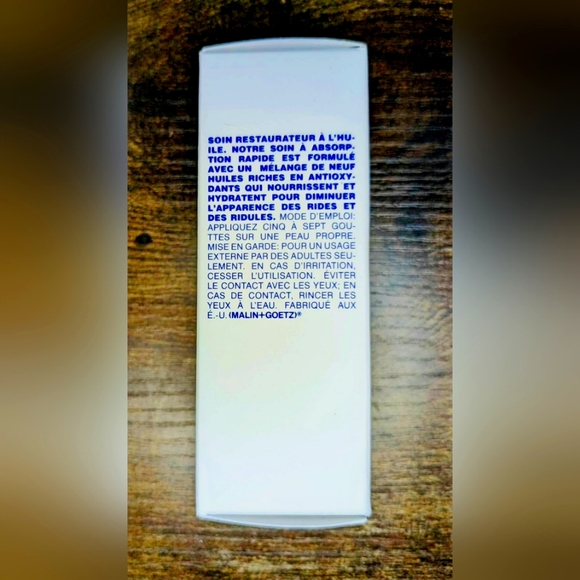 SOIN RESTAURATEUR À L'HU-
ILE. NOTRE SOIN À ABSORP-
TION RAPIDE EST FORMULÉ
AVEC UN MÉLANGE DE NEUF
HUILES RICHES EN ANTIOXY-
DANTS QUI NOURRISSENT ET
HYDRATENT POUR DIMINUER
L'APPARENCE DES RIDES ET
DES RIDULES. MODE D'EMPLOI:
APPLIQUEZ CINQ À SEPT GOU-
TTES SUR UNE PEAU PROPRE.
MISE EN GARDE: POUR UN USAGE
EXTERNE PAR DES ADULTES SEU-
LEMENT. EN CAS D'IRRITATION,
CESSER L'UTILISATION. ÉVITER
LE CONTACT AVEC LES YEUX; EN
CAS DE CONTACT, RINCER LES
YEUX À L'EAU. FABRIQUÉ AUX
É.-U. (MALIN+GOETZ)®